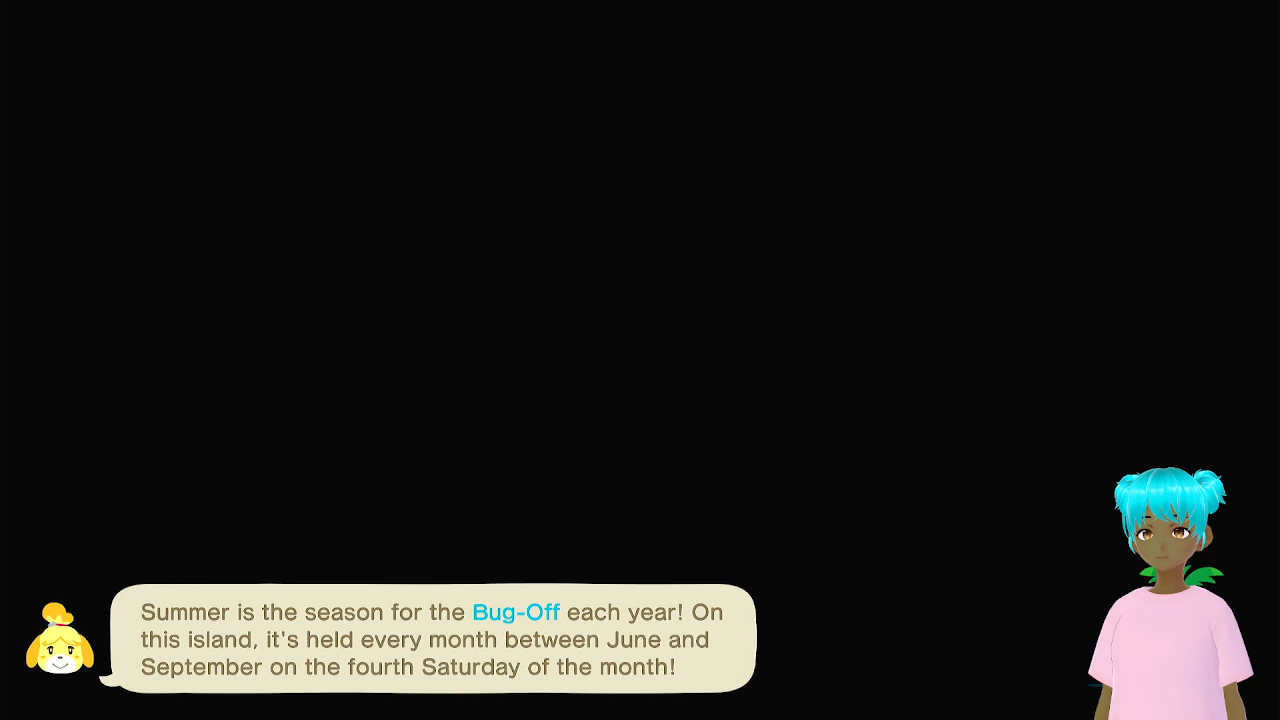 Summer is the season for the Bug-Off each year! On
this island, it's held every month between June and
September on the fourth Saturday of the month!